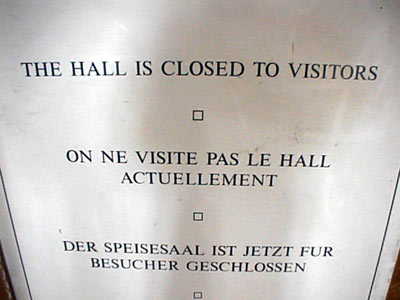 THE HALL IS CLOSED TO VISITORS
ON NE VISITE PAS LE HALL
ACTUELLEMENT
DER SPEISESAAL IST JETZT FUR
BESUCHER GESCHLOSSEN